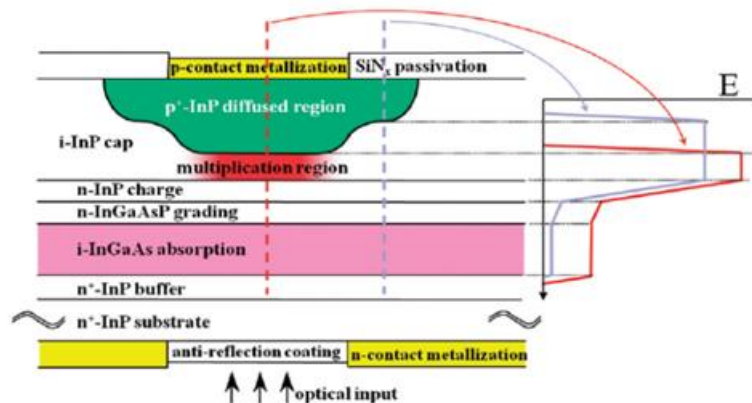 p-contact metallization
SiNx passivation
E
p⁺-InP diffused region
i-InP cap
multiplication region
n-InP charge
n-InGaAsP grading
i-InGaAs absorption
n⁺-InP buffer
n⁺-InP substrate
anti-reflection coating
n-contact metallization
optical input